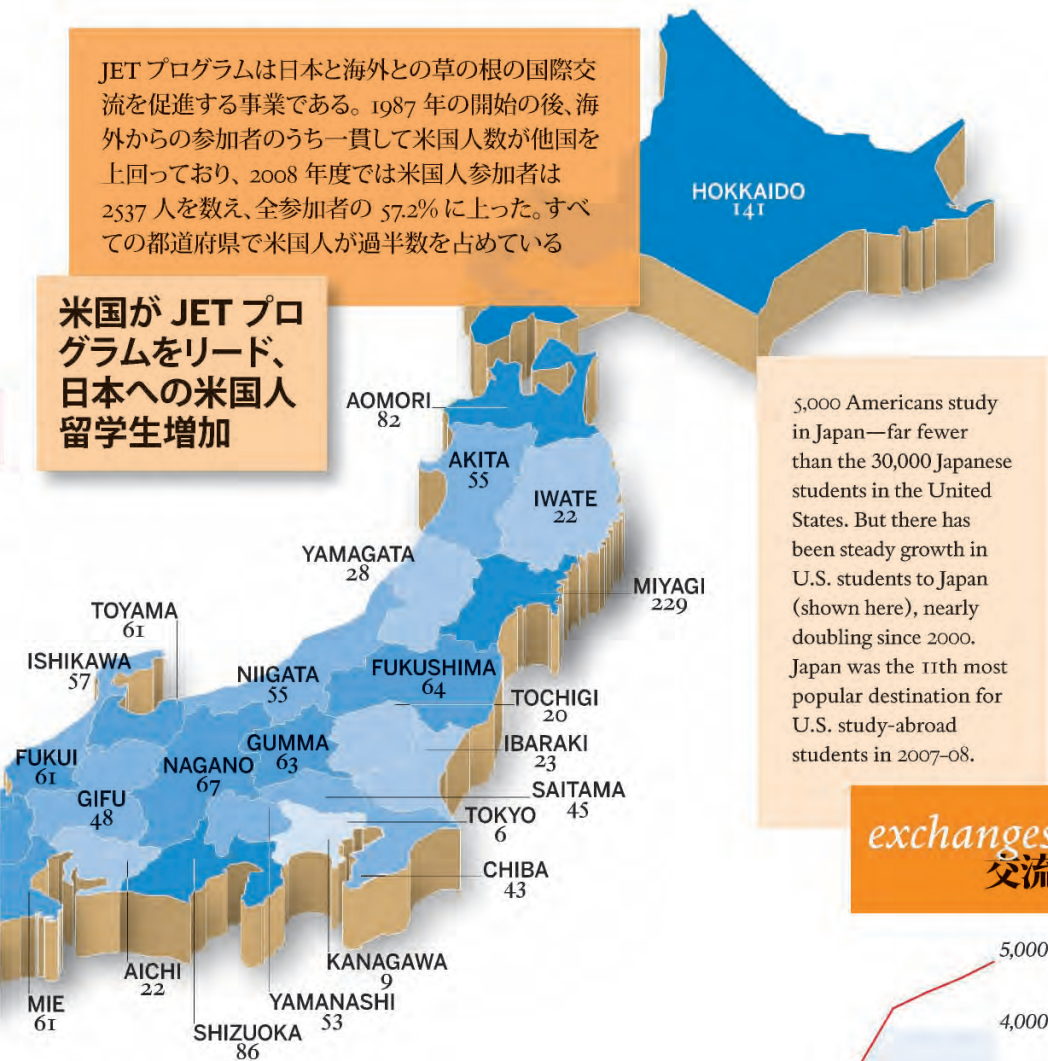 JET プログラムは日本と海外との草の根の国際交
流を促進する事業である。1987 年の開始の後、海
外からの参加者のうち一貫して米国人数が他国を
上回っており、2008 年度では米国人参加者は
2537 人を数え、全参加者の 57.2% に上った。すべ
ての都道府県で米国人が過半数を占めている
米国が JET プロ
グラムをリード、
日本への米国人
留学生増加
HOKKAIDO
141
AOMORI
82
AKITA
55
IWATE
22
YAMAGATA
28
MIYAGI
229
TOYAMA
61
ISHIKAWA
57
NIIGATA
55
FUKUSHIMA
64
TOCHIGI
20
GUMMA
63
IBARAKI
23
FUKUI
61
NAGANO
67
SAITAMA
45
GIFU
48
TOKYO
6
CHIBA
43
KANAGAWA
9
AICHI
22
YAMANASHI
53
MIE
61
SHIZUOKA
86
5,000 Americans study
in Japan—far fewer
than the 30,000 Japanese
students in the United
States. But there has
been steady growth in
U.S. students to Japan
(shown here), nearly
doubling since 2000.
Japan was the 11th most
popular destination for
U.S. study-abroad
students in 2007–08.
exchanges
交流
5,000
4,000